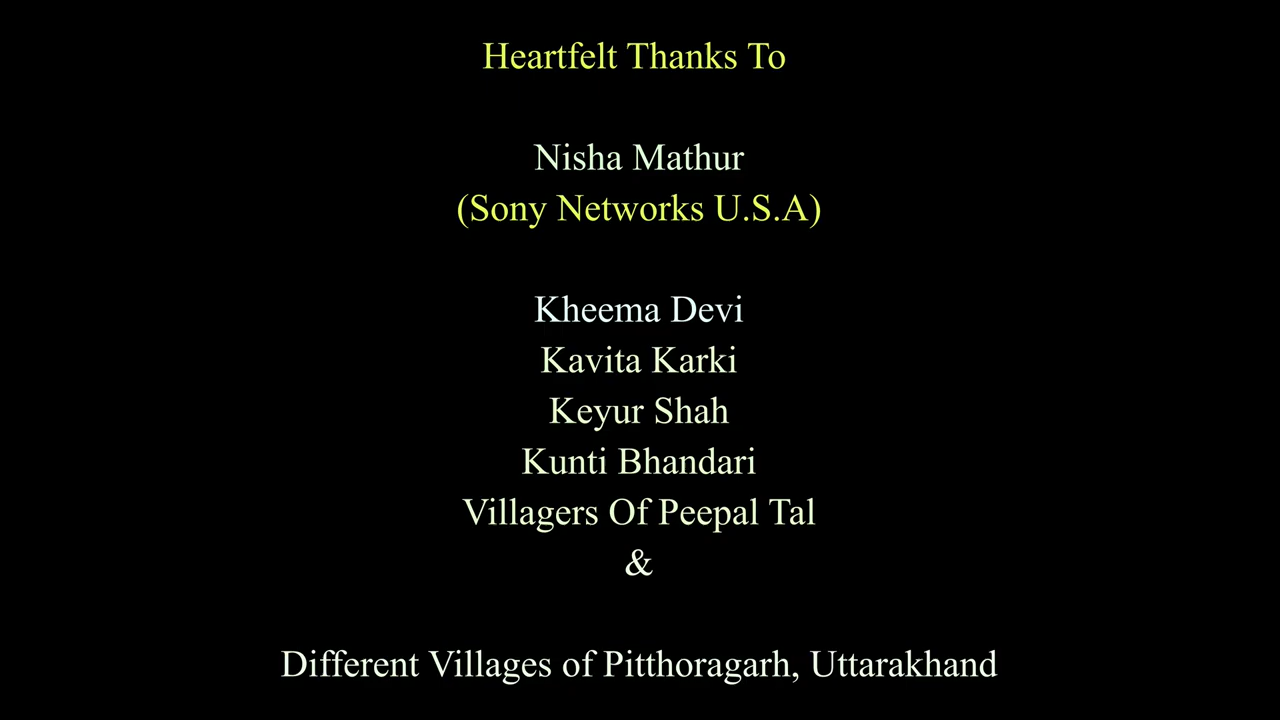 Heartfelt Thanks To
Nisha Mathur
(Sony Networks U.S.A)
Kheema Devi
Kavita Karki
Keyur Shah
Kunti Bhandari
Villagers Of Peepal Tal
&
Different Villages of Pitthoragarh, Uttarakhand